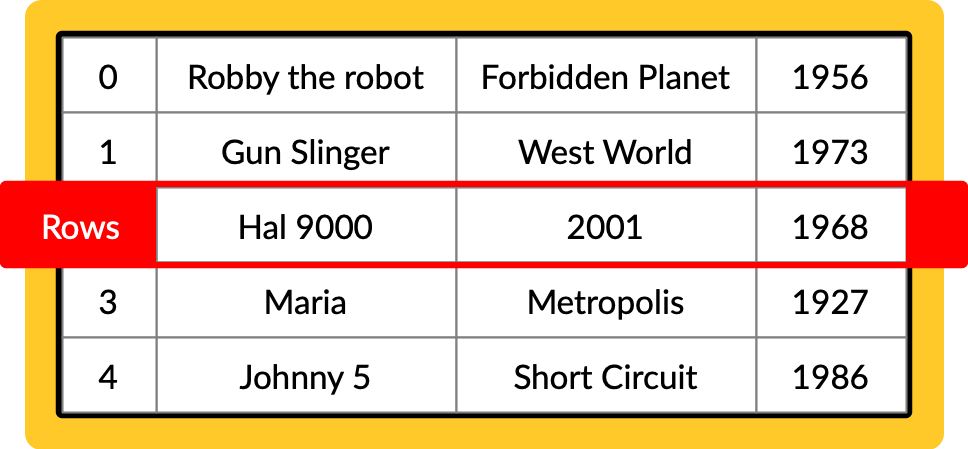 0 Robby the robot Forbidden Planet 1956
1 Gun Slinger West World 1973
Rows Hal 9000 2001 1968
3 Maria Metropolis 1927
4 Johnny 5 Short Circuit 1986